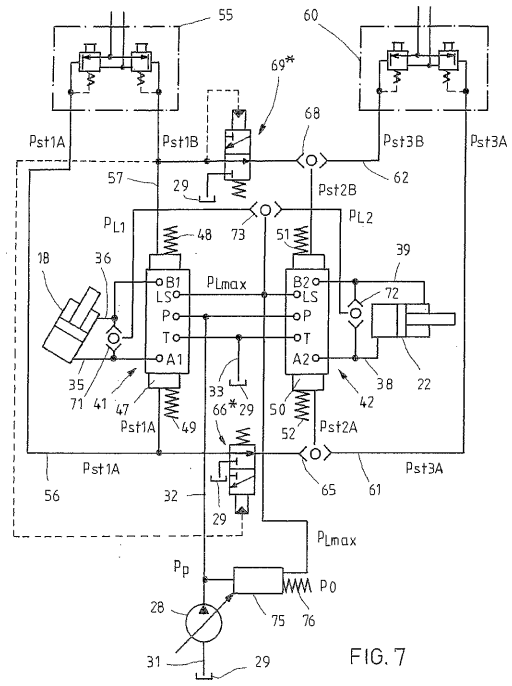 55
60
69*
68
Pst1A
Pst1B
Pst3B
Pst3A
57
29
Pst2B
62
PL1
73
PL2
48
51
18
36
39
B1
PLmax
B2
LS
LS
72
P
P
T
T
A1
A2
35
71
41
47
33
29
50
42
38
22
49
66*
52
Pst1A
Pst2A
Pst1A
56
32
29
65
61
Pst3A
PLmax
Pp
28
75
76
P0
31
29
FIG. 7